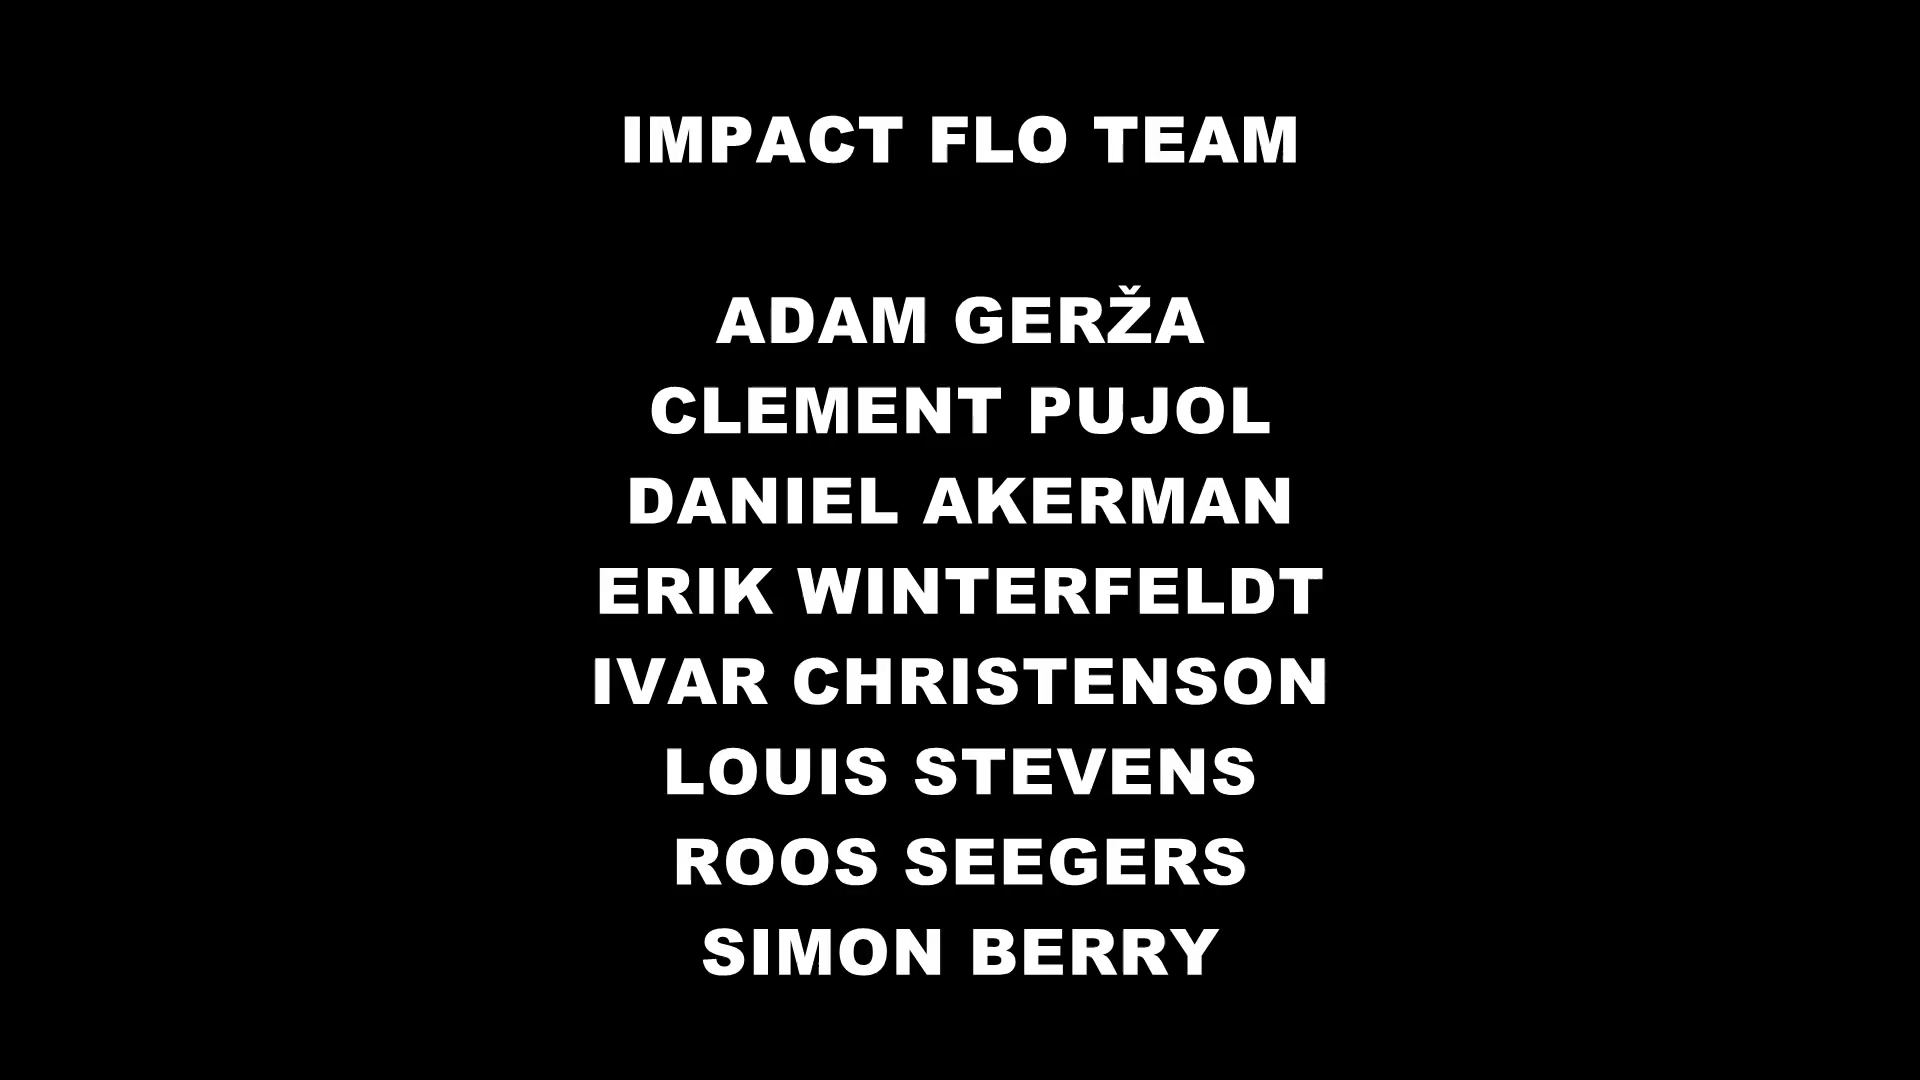 IMPACT FLO TEAM
ADAM GERŽA
CLEMENT PUJOL
DANIEL AKERMAN
ERIK WINTERFELDT
IVAR CHRISTENSON
LOUIS STEVENS
ROOS SEEGERS
SIMON BERRY